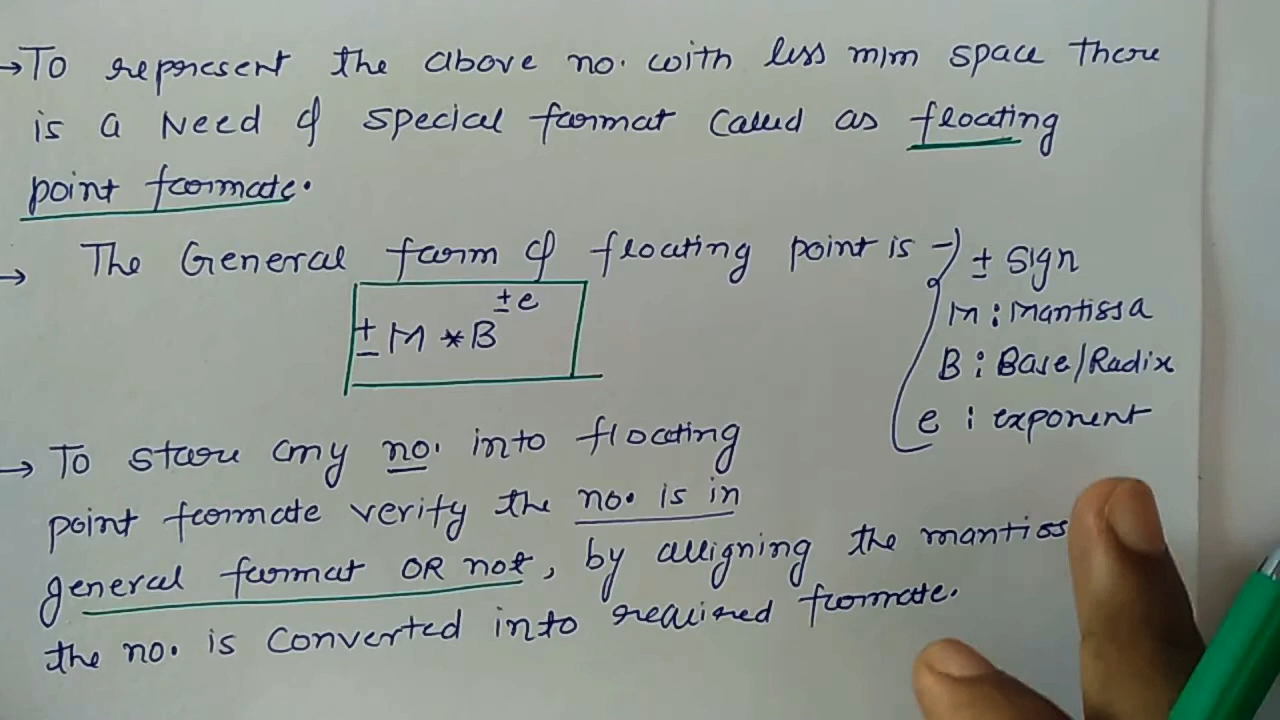 → To represent the above no. with less m/m space there
is a Need of special format called as floating
point formate.
→ The General form of floating point is → ± sign
± M * B ±e
M : Mantissa
B : Base/Radix
e : exponent
→ To store any no. into floating
point formate verify the no. is in
general format OR not, by alligning the mantiss
the no. is converted into required formate.